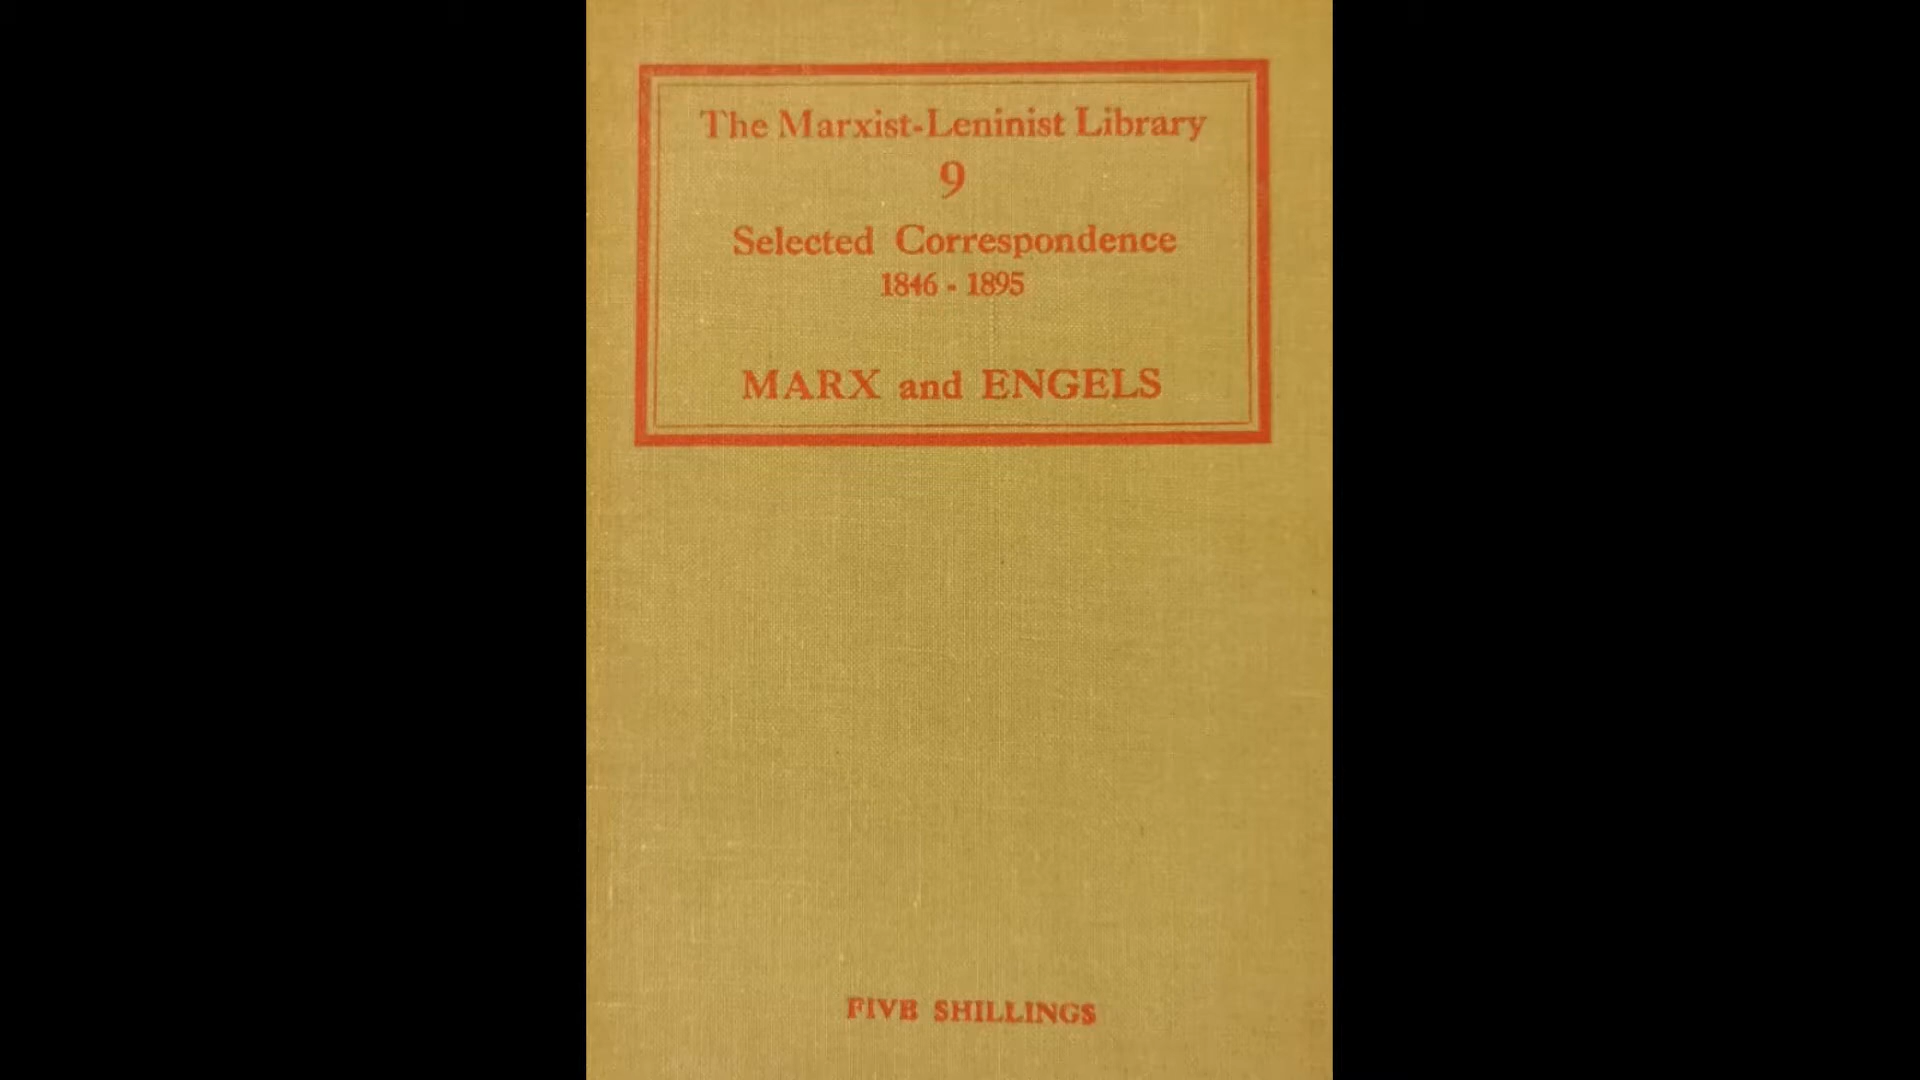 The Marxist-Leninist Library
9
Selected Correspondence
1846 - 1895
MARX and ENGELS
FIVE SHILLINGS